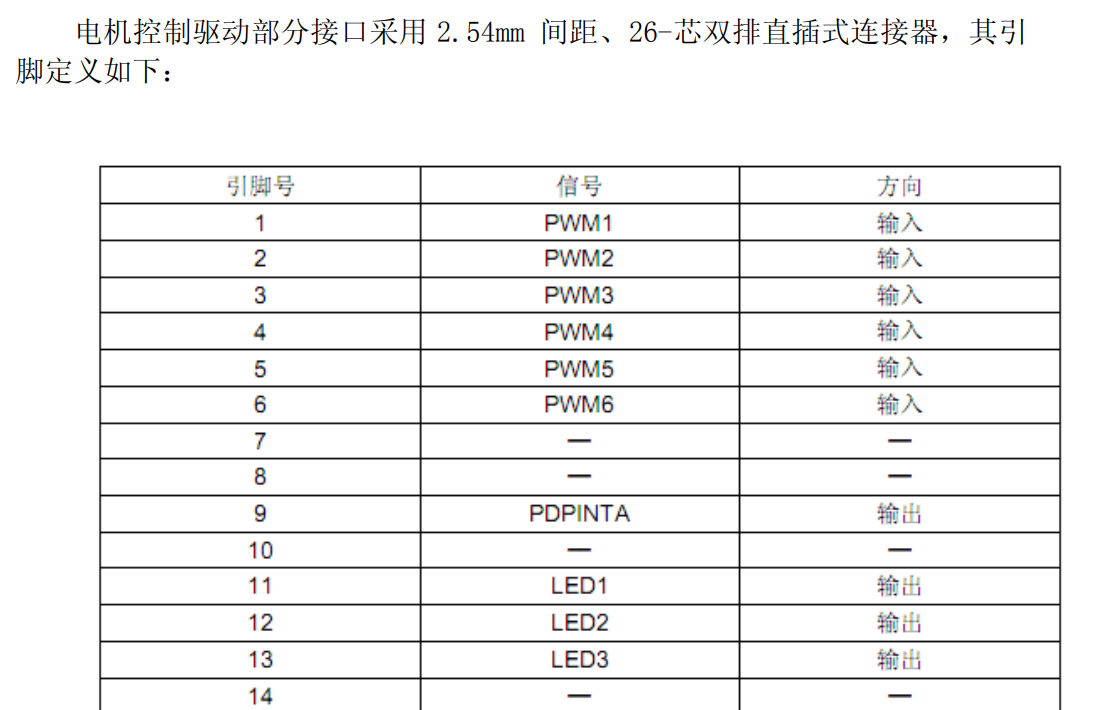 电机控制驱动部分接口采用 2.54mm 间距、26-芯双排直插式连接器，其引
脚定义如下：
引脚号 信号 方向
1 PWM1 输入
2 PWM2 输入
3 PWM3 输入
4 PWM4 输入
5 PWM5 输入
6 PWM6 输入
7 — —
8 — —
9 PDPINTA 输出
10 — —
11 LED1 输出
12 LED2 输出
13 LED3 输出
14 — —